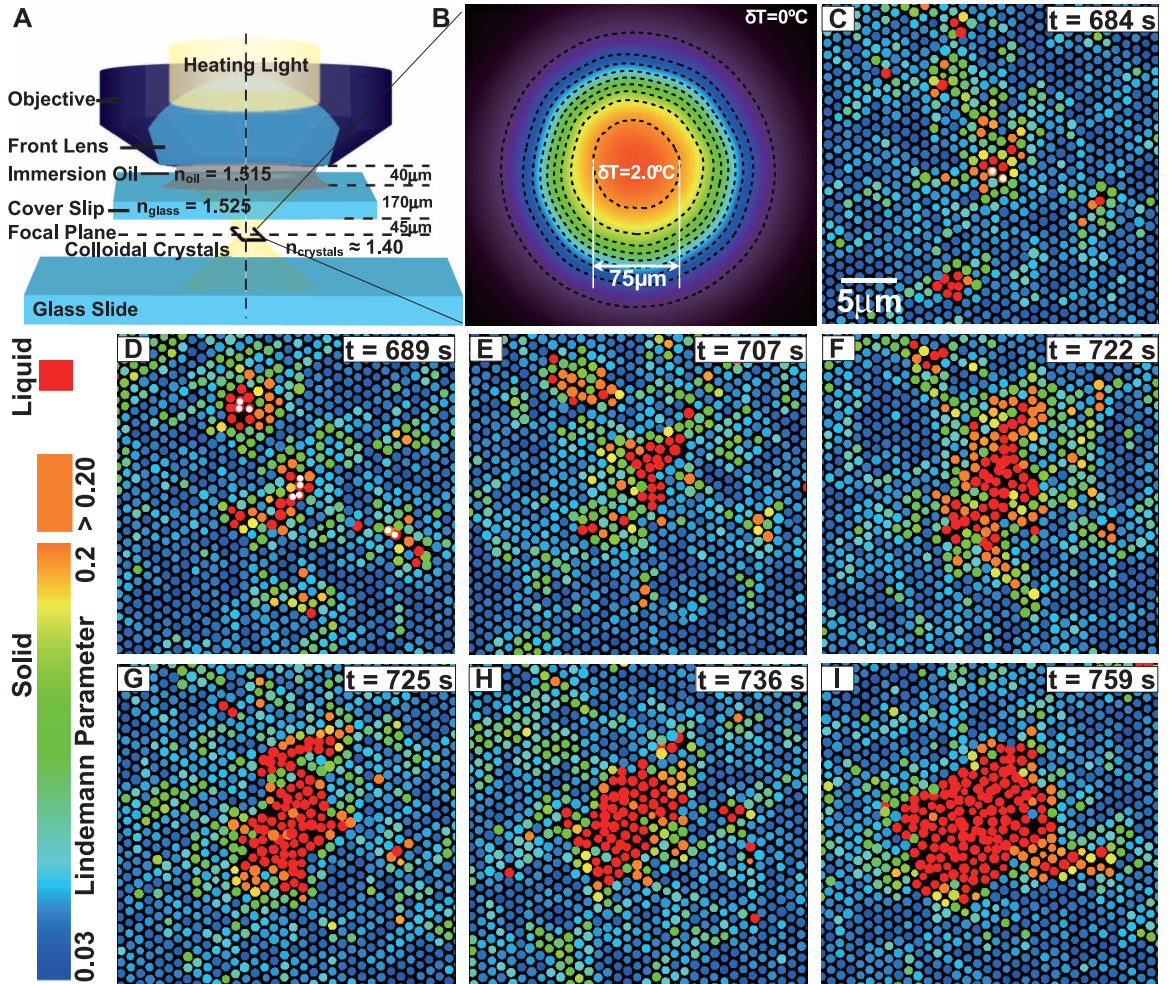 A
Heating Light
Objective
Front Lens
Immersion Oil
n_oil = 1.515
40μm
Cover Slip
n_glass = 1.525
170μm
Focal Plane
45μm
Colloidal Crystals
n_crystals ≈ 1.40
Glass Slide
B
δT=0ºC
δT=2.0ºC
75μm
C
t = 684 s
5μm
Liquid
Solid
> 0.20
0.2
Lindemann Parameter
0.03
D
t = 689 s
E
t = 707 s
F
t = 722 s
G
t = 725 s
H
t = 736 s
I
t = 759 s